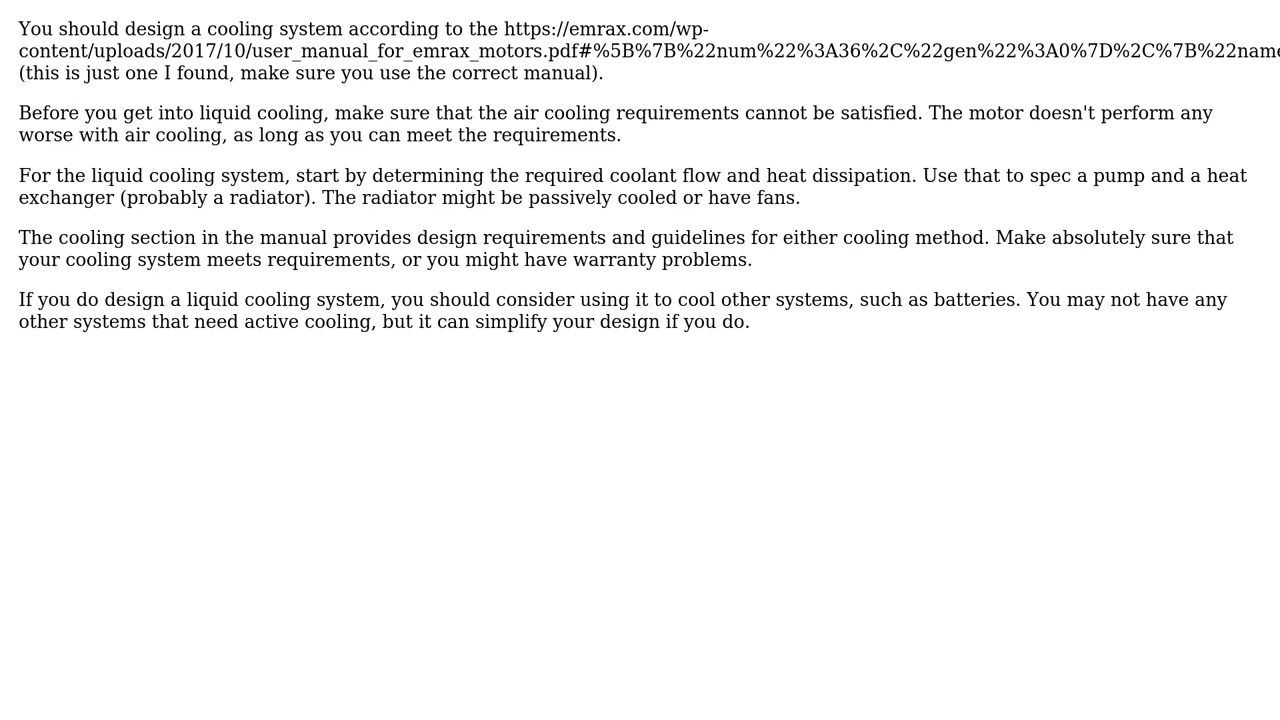 You should design a cooling system according to the https://emrax.com/wp-
content/uploads/2017/10/user_manual_for_emrax_motors.pdf#%5B%7B%22num%22%3A36%2C%22gen%22%3A0%7D%2C%7B%22name
(this is just one I found, make sure you use the correct manual).
Before you get into liquid cooling, make sure that the air cooling requirements cannot be satisfied. The motor doesn't perform any
worse with air cooling, as long as you can meet the requirements.
For the liquid cooling system, start by determining the required coolant flow and heat dissipation. Use that to spec a pump and a heat
exchanger (probably a radiator). The radiator might be passively cooled or have fans.
The cooling section in the manual provides design requirements and guidelines for either cooling method. Make absolutely sure that
your cooling system meets requirements, or you might have warranty problems.
If you do design a liquid cooling system, you should consider using it to cool other systems, such as batteries. You may not have any
other systems that need active cooling, but it can simplify your design if you do.